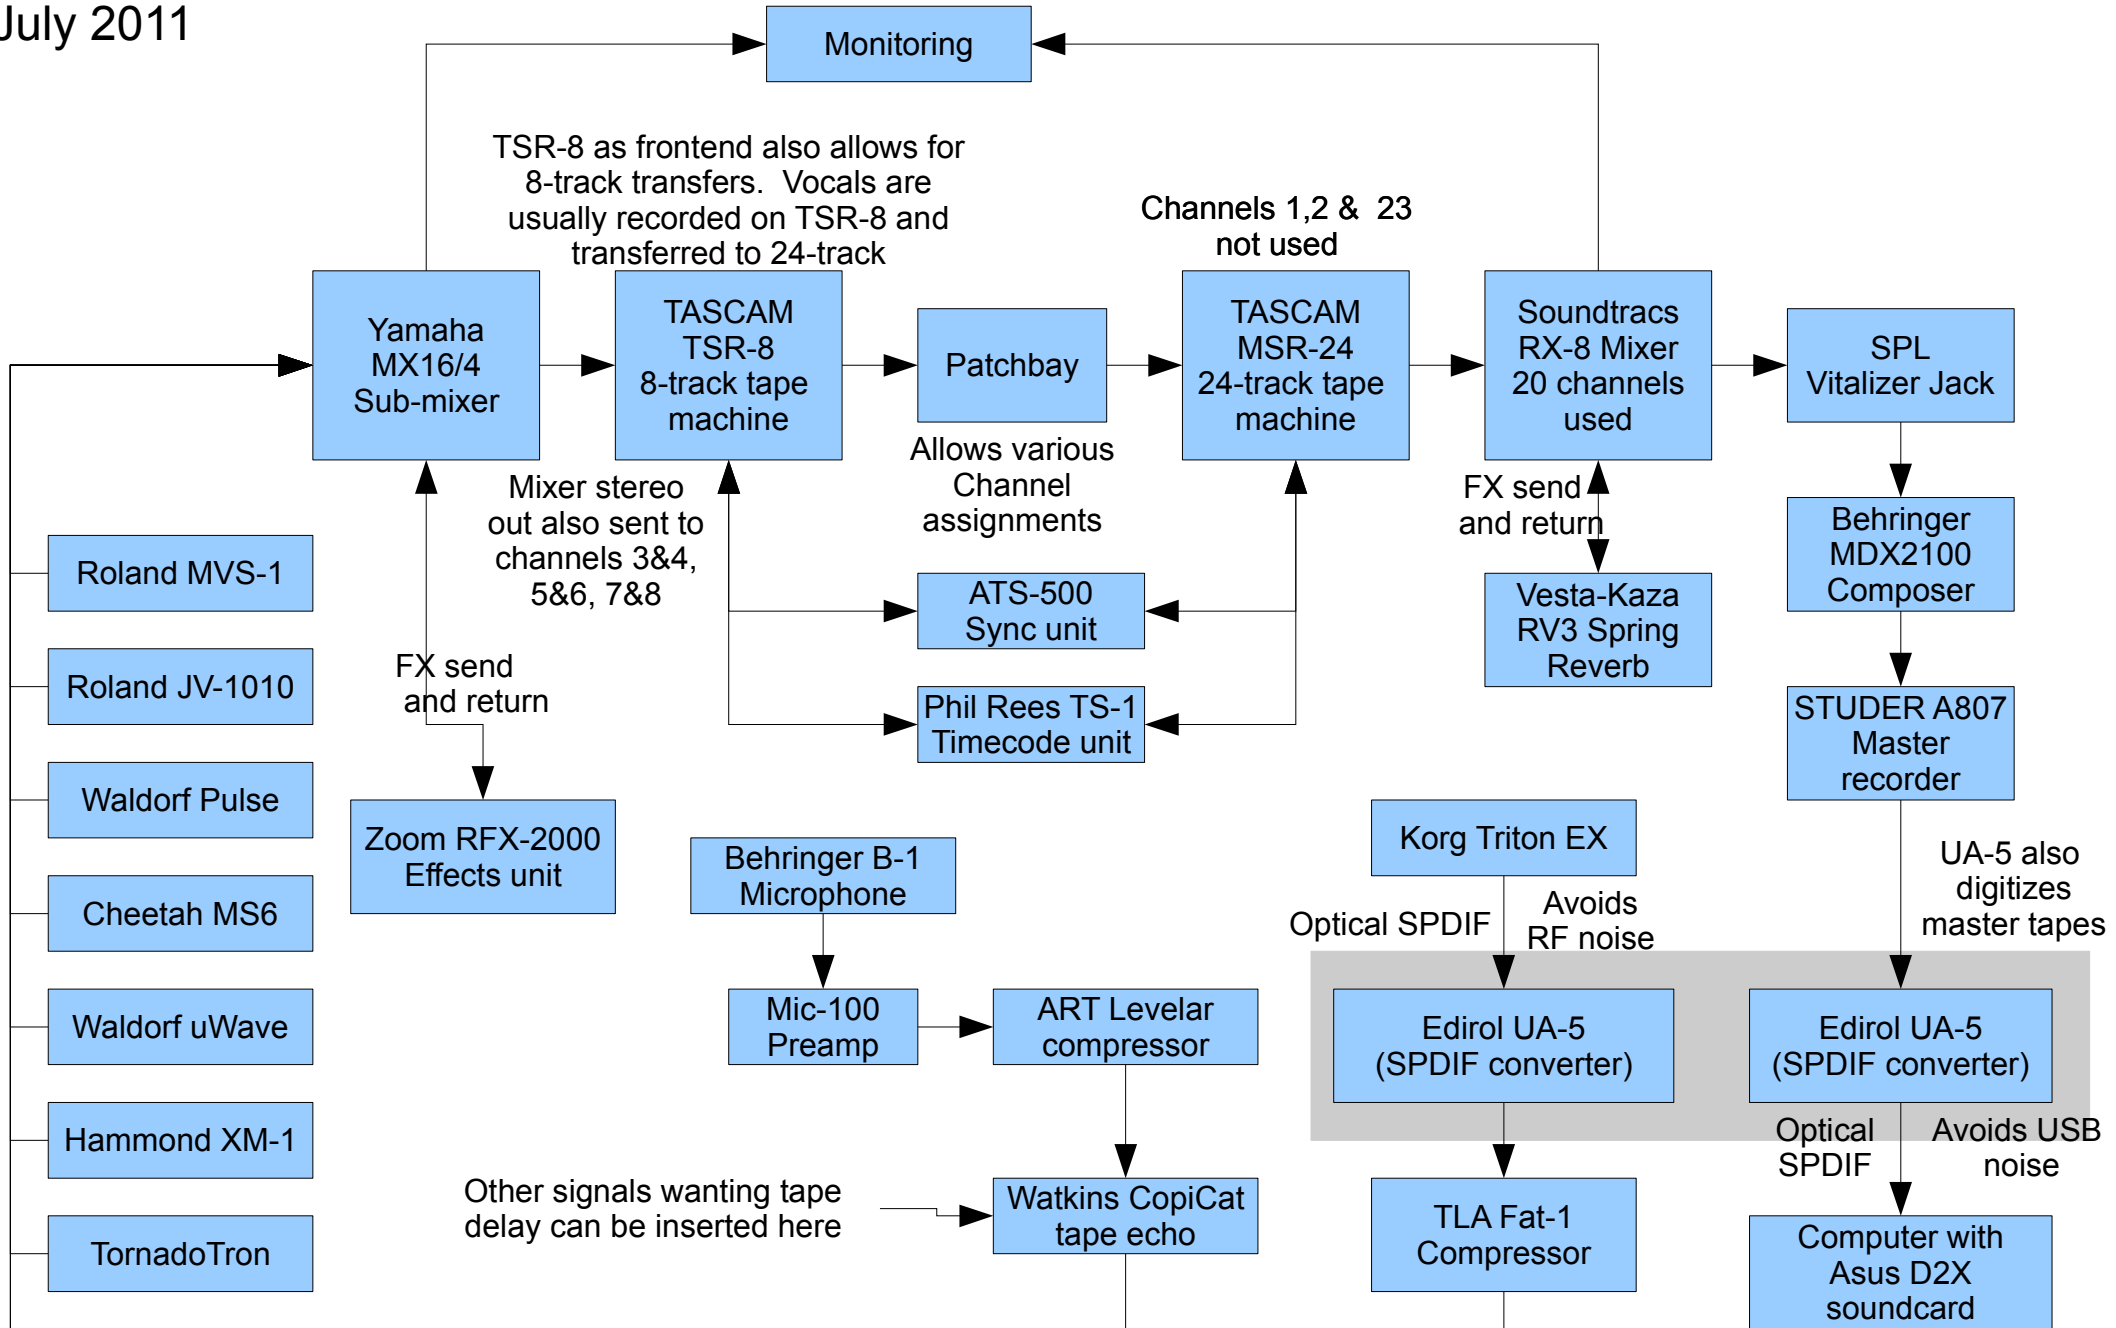 July 2011
Monitoring
TSR-8 as frontend also allows for
8-track transfers. Vocals are
usually recorded on TSR-8 and
transferred to 24-track
Channels 1,2 & 23
not used
Yamaha
MX16/4
Sub-mixer
TASCAM
TSR-8
8-track tape
machine
Patchbay
TASCAM
MSR-24
24-track tape
machine
Soundtracs
RX-8 Mixer
20 channels
used
SPL
Vitalizer Jack
Mixer stereo
out also sent to
channels 3&4,
5&6, 7&8
Allows various
Channel
assignments
FX send
and return
Behringer
MDX2100
Composer
Roland MVS-1
ATS-500
Sync unit
Vesta-Kaza
RV3 Spring
Reverb
Roland JV-1010
FX send
and return
Phil Rees TS-1
Timecode unit
STUDER A807
Master
recorder
Waldorf Pulse
Zoom RFX-2000
Effects unit
Behringer B-1
Microphone
Korg Triton EX
UA-5 also
digitizes
master tapes
Cheetah MS6
Optical SPDIF
Avoids
RF noise
Waldorf uWave
Mic-100
Preamp
ART Levelar
compressor
Edirol UA-5
(SPDIF converter)
Edirol UA-5
(SPDIF converter)
Hammond XM-1
Optical
SPDIF
Avoids USB
noise
Other signals wanting tape
delay can be inserted here
Watkins CopiCat
tape echo
TLA Fat-1
Compressor
TornadoTron
Computer with
Asus D2X
soundcard